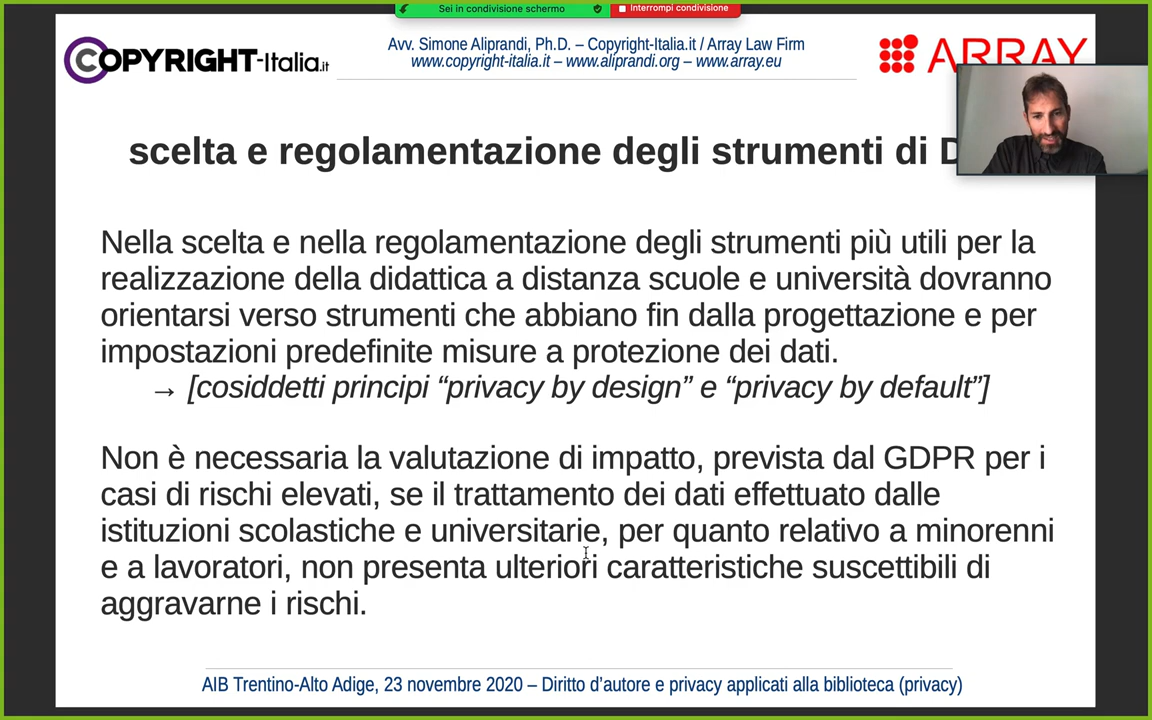 Sei in condivisione schermo
Interrompi condivisione
COPYRIGHT-Italia.it
Avv. Simone Aliprandi, Ph.D. – Copyright-Italia.it / Array Law Firm
www.copyright-italia.it – www.aliprandi.org – www.array.eu
ARRAY
scelta e regolamentazione degli strumenti di
Nella scelta e nella regolamentazione degli strumenti più utili per la
realizzazione della didattica a distanza scuole e università dovranno
orientarsi verso strumenti che abbiano fin dalla progettazione e per
impostazioni predefinite misure a protezione dei dati.
→ [cosiddetti principi “privacy by design” e “privacy by default”]
Non è necessaria la valutazione di impatto, prevista dal GDPR per i
casi di rischi elevati, se il trattamento dei dati effettuato dalle
istituzioni scolastiche e universitarie, per quanto relativo a minorenni
e a lavoratori, non presenta ulteriori caratteristiche suscettibili di
aggravarne i rischi.
AIB Trentino-Alto Adige, 23 novembre 2020 – Diritto d’autore e privacy applicati alla biblioteca (privacy)